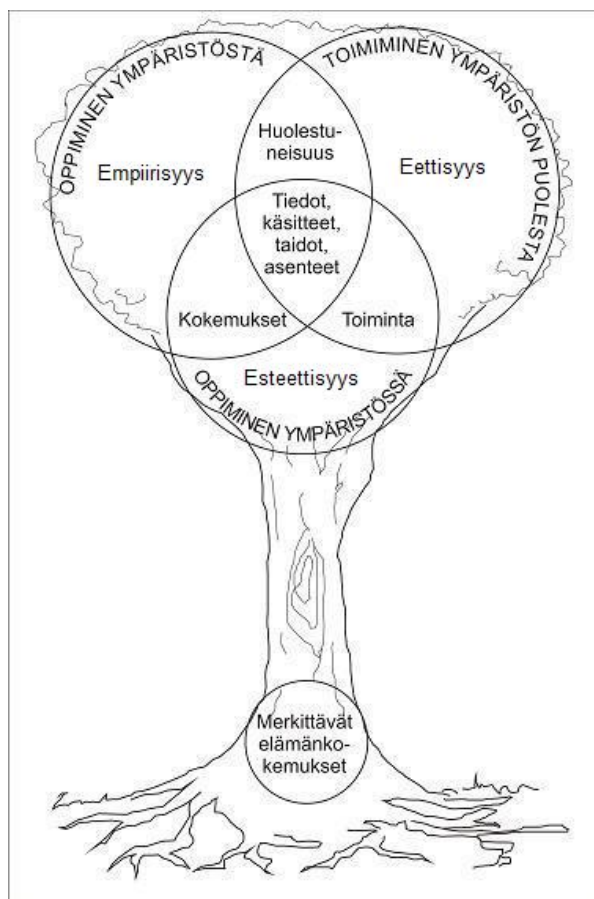 OPPIMINEN YMPÄRISTÖSTÄ
TOIMIMINEN YMPÄRISTÖN PUOLESTA
Huolestu-
neisuus
Empiirisyys
Eettisyys
Tiedot,
käsitteet,
taidot,
asenteet
Kokemukset
Toiminta
Esteettisyys
OPPIMINEN YMPÄRISTÖSSÄ
Merkittävät
elämänko-
kemukset